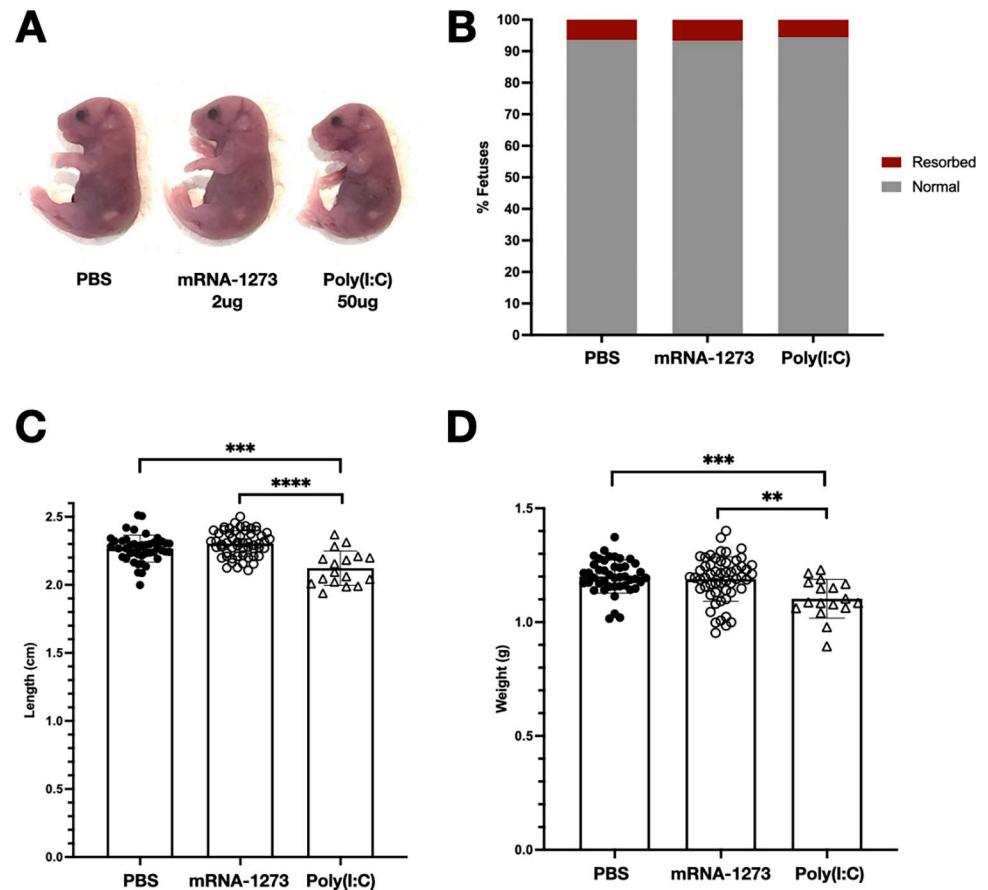 A
PBS
mRNA-1273
2ug
Poly(I:C)
50ug
B
% Fetuses
100
90
80
70
60
50
40
30
20
10
0
PBS
mRNA-1273
Poly(I:C)
Resorbed
Normal
C
***
****
Length (cm)
2.5
2.0
1.5
1.0
0.5
0.0
PBS
mRNA-1273
Poly(I:C)
D
***
**
Weight (g)
1.5
1.0
0.5
0.0
PBS
mRNA-1273
Poly(I:C)